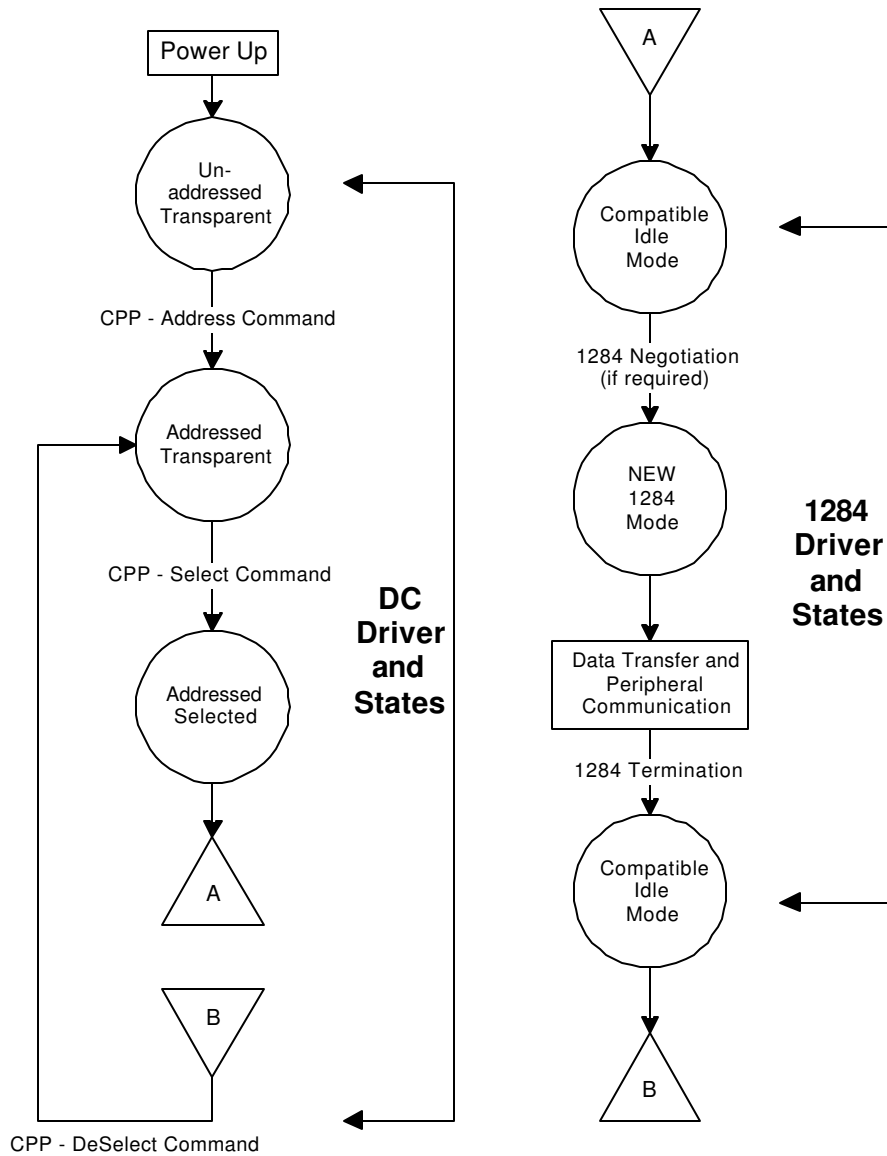 Power Up
Un-
addressed
Transparent
CPP - Address Command
Addressed
Transparent
CPP - Select Command
Addressed
Selected
A
B
CPP - DeSelect Command
DC
Driver
and
States
A
Compatible
Idle
Mode
1284 Negotiation
(if required)
NEW
1284
Mode
Data Transfer and
Peripheral
Communication
1284 Termination
Compatible
Idle
Mode
B
1284
Driver
and
States